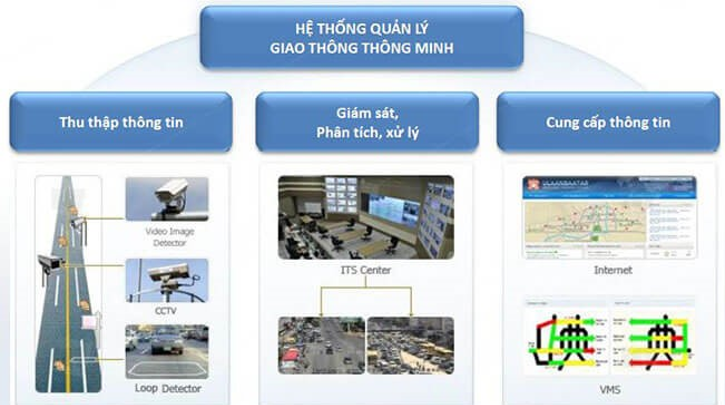 HỆ THỐNG QUẢN LÝ
GIAO THÔNG THÔNG MINH
Thu thập thông tin
Giám sát,
Phân tích, xử lý
Cung cấp thông tin
Video Image
Detector
CCTV
Loop Detector
ITS Center
ULAANBAATAR
Internet
VMS